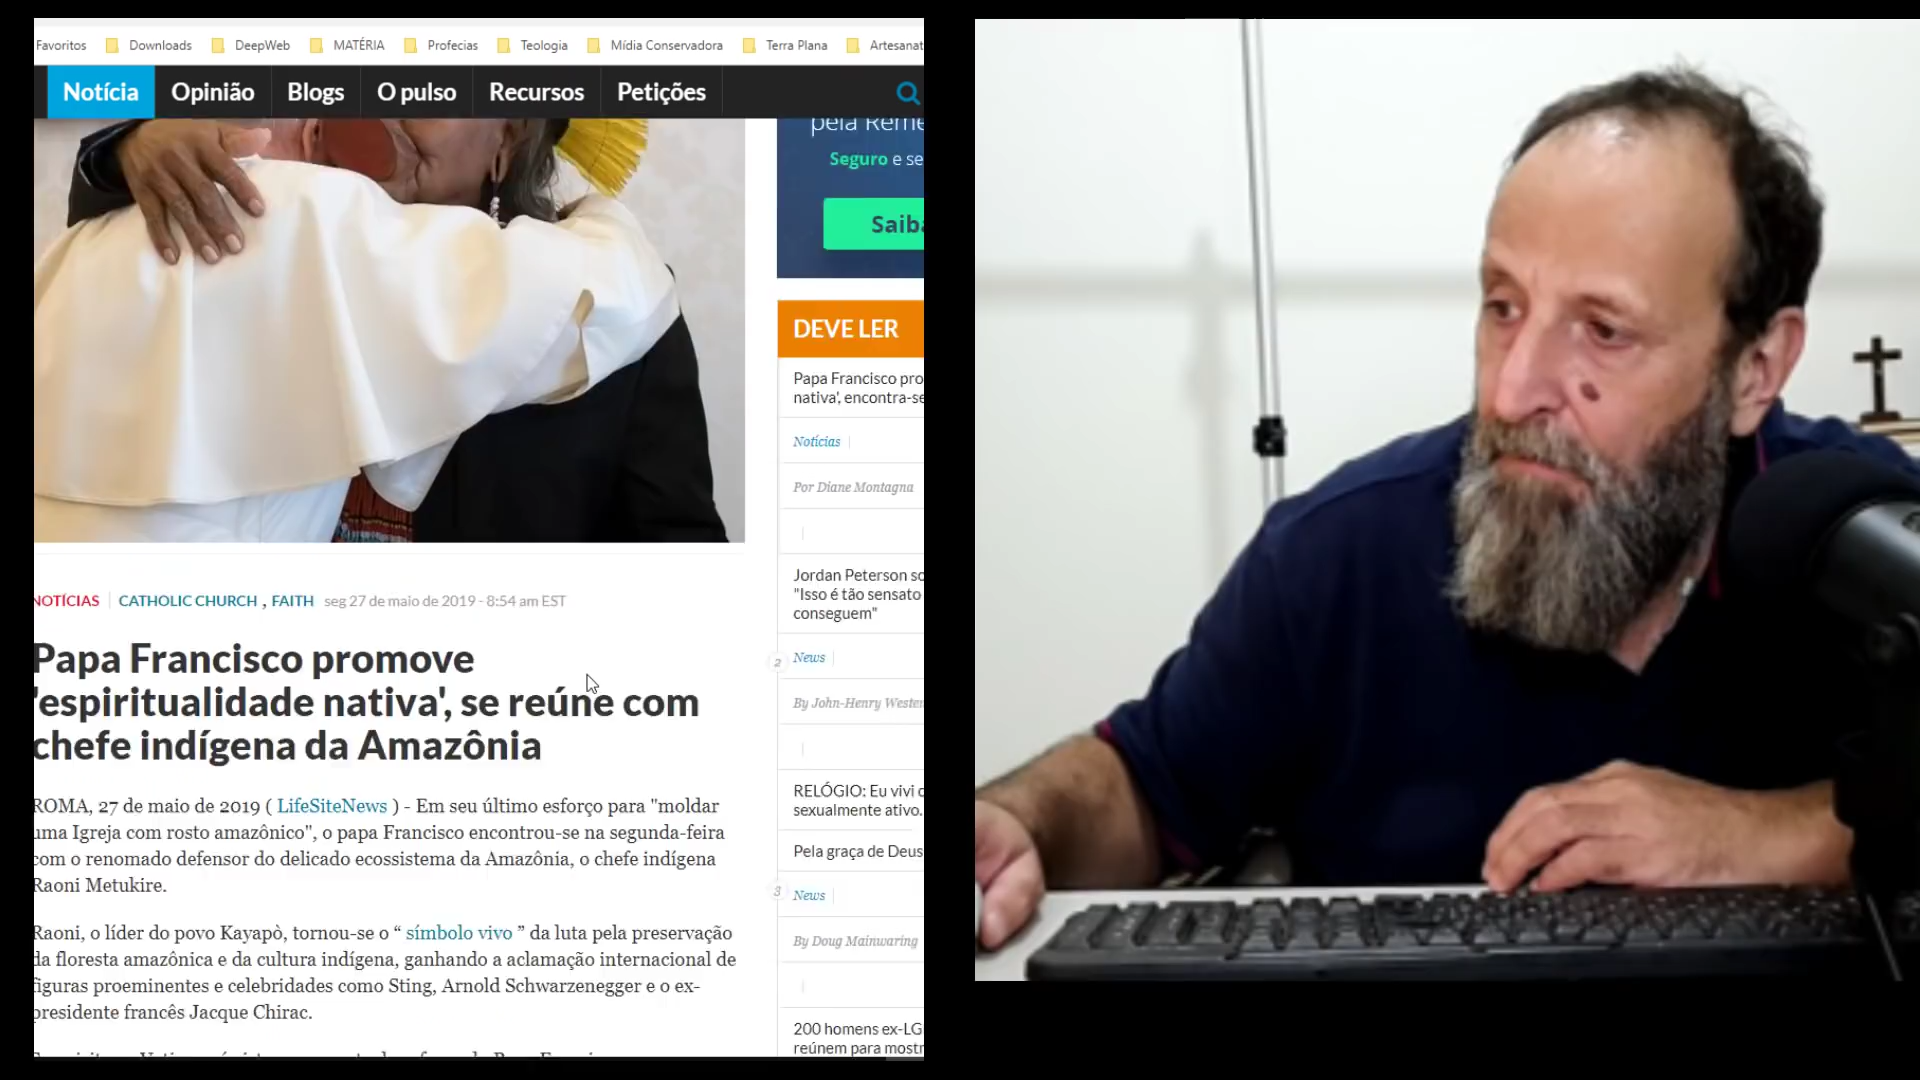 Favoritos Downloads DeepWeb MATÉRIA Profecias Teologia Mídia Conservadora Terra Plana Artesanat
Notícia Opinião Blogs O pulso Recursos Petições
pela Reme
Seguro e se
Saiba
DEVE LER
Papa Francisco pro
nativa', encontra-se
Notícias
Por Diane Montagna
Jordan Peterson so
"Isso é tão sensato
conseguem"
2 News
By John-Henry Westen
RELÓGIO: Eu vivi c
sexualmente ativo.
Pela graça de Deus
3 News
By Doug Mainwaring
200 homens ex-LG
reúnem para mostr
NOTÍCIAS CATHOLIC CHURCH , FAITH seg 27 de maio de 2019 - 8:54 am EST
Papa Francisco promove
'espiritualidade nativa', se reúne com
chefe indígena da Amazônia
ROMA, 27 de maio de 2019 ( LifeSiteNews ) - Em seu último esforço para "moldar
uma Igreja com rosto amazônico", o papa Francisco encontrou-se na segunda-feira
com o renomado defensor do delicado ecossistema da Amazônia, o chefe indígena
Raoni Metukire.
Raoni, o líder do povo Kayapò, tornou-se o “ símbolo vivo ” da luta pela preservação
da floresta amazônica e da cultura indígena, ganhando a aclamação internacional de
figuras proeminentes e celebridades como Sting, Arnold Schwarzenegger e o ex-
presidente francês Jacque Chirac.